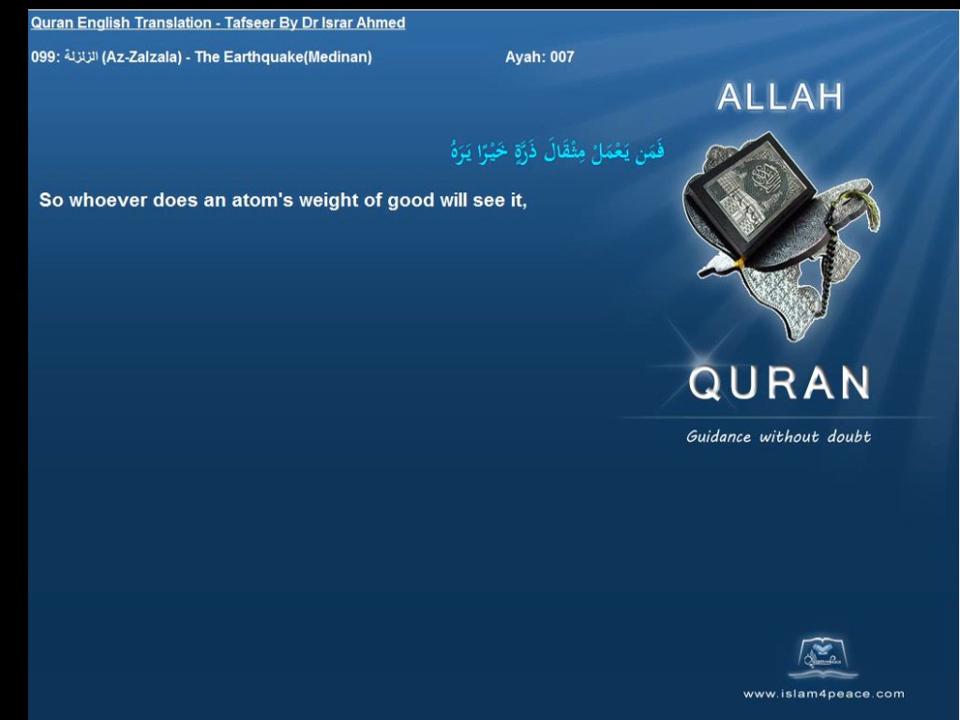 Quran English Translation - Tafseer By Dr Israr Ahmed
099: الزلزلة (Az-Zalzala) - The Earthquake(Medinan) Ayah: 007
ALLAH
فَمَن يَعْمَلْ مِثْقَالَ ذَرَّةٍ خَيْرًا يَرَهُ
So whoever does an atom's weight of good will see it,
QURAN
Guidance without doubt
www.islam4peace.com